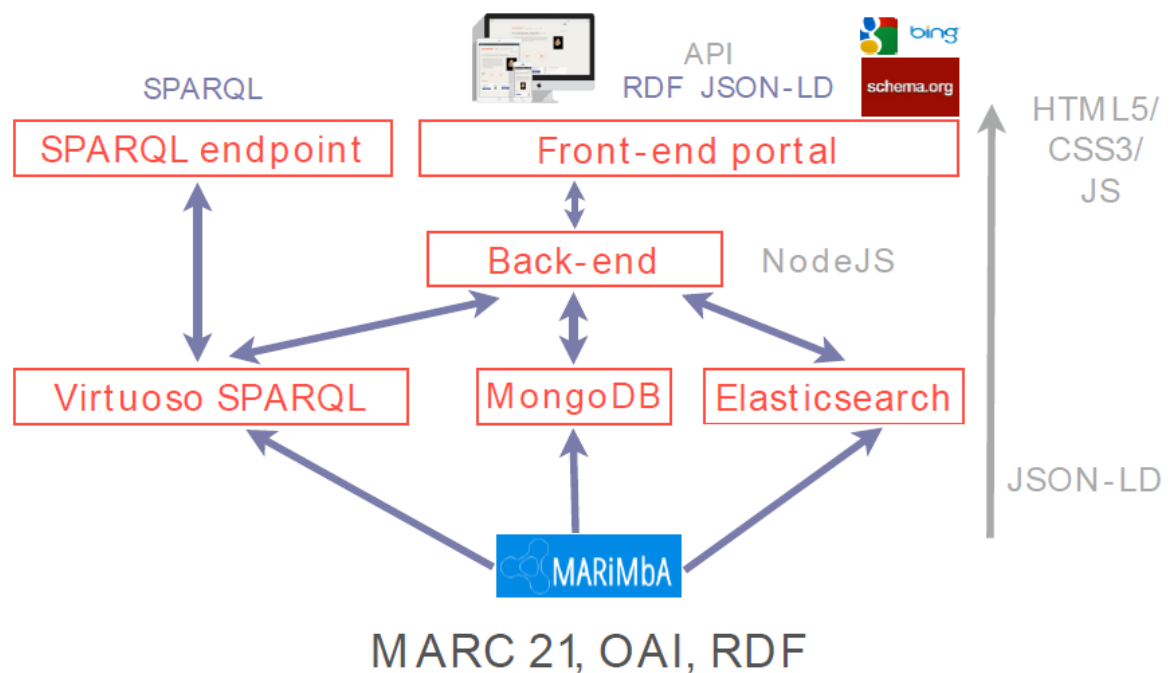 bing
API
SPARQL
RDF JSON-LD
schema.org
HTML5/
CSS3/
JS
SPARQL endpoint
Front-end portal
Back-end
NodeJS
Virtuoso SPARQL
MongoDB
Elasticsearch
JSON-LD
MARiMbA
MARC 21, OAI, RDF